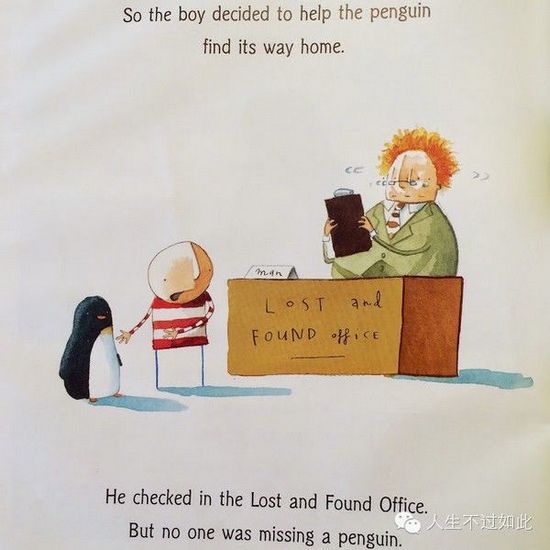 So the boy decided to help the penguin
find its way home.
man
LOST and
FOUND office
He checked in the Lost and Found Office.
But no one was missing a penguin.
人生不过如此